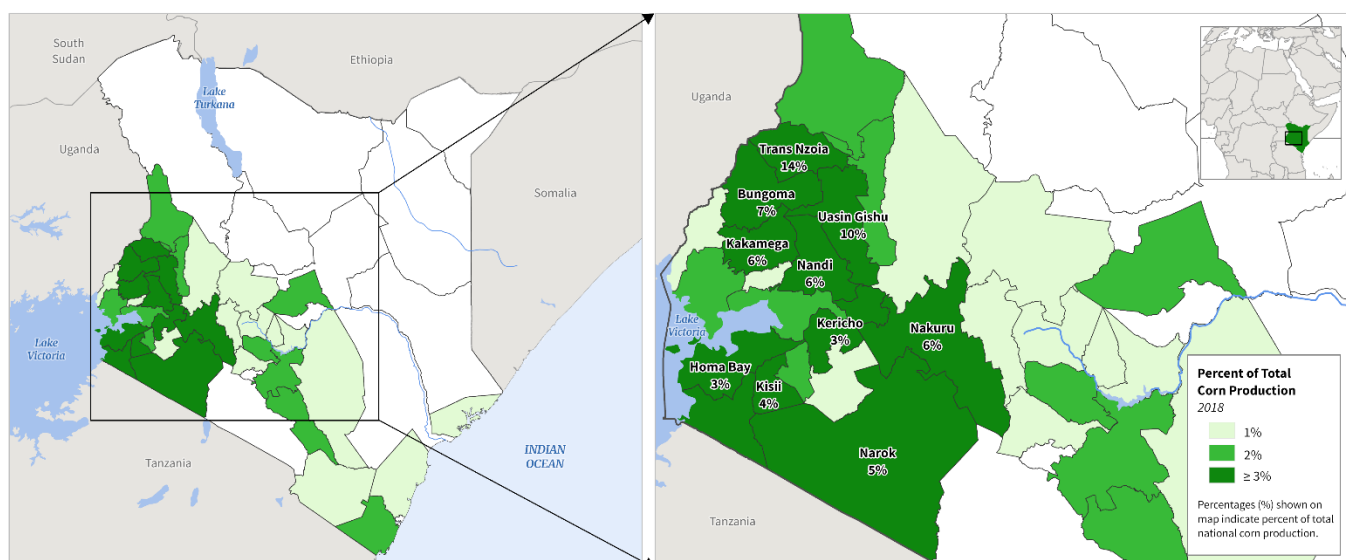 South
Sudan
Ethiopia
Lake
Turkana
Uganda
Somalia
Lake
Victoria
Tanzania
INDIAN
OCEAN
Uganda
Trans Nzoia
14%
Bungoma
7%
Uasin Gishu
10%
Kakamega
6%
Nandi
6%
Lake
Victoria
Kericho
3%
Nakuru
6%
Homa Bay
3%
Kisii
4%
Narok
5%
Tanzania
Percent of Total
Corn Production
2018
1%
2%
≥ 3%
Percentages (%) shown on
map indicate percent of total
national corn production.